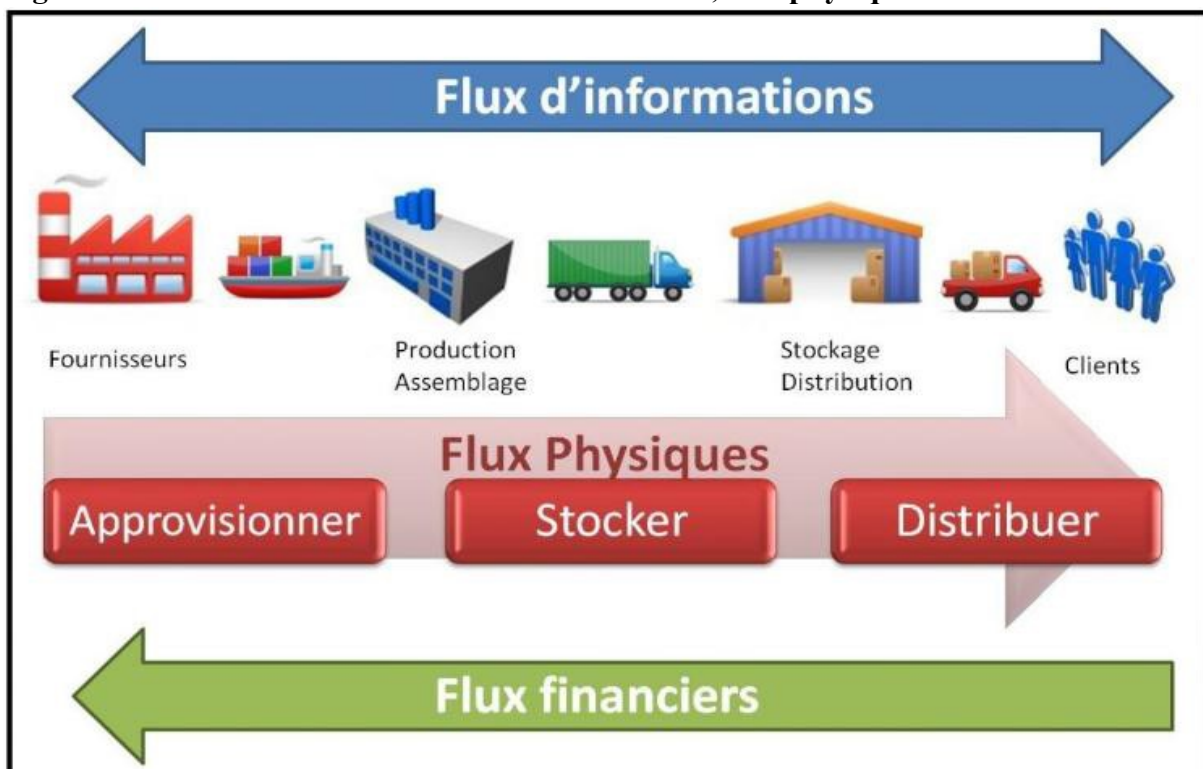 Flux d’informations
Fournisseurs
Production
Assemblage
Stockage
Distribution
Clients
Flux Physiques
Approvisionner
Stocker
Distribuer
Flux financiers